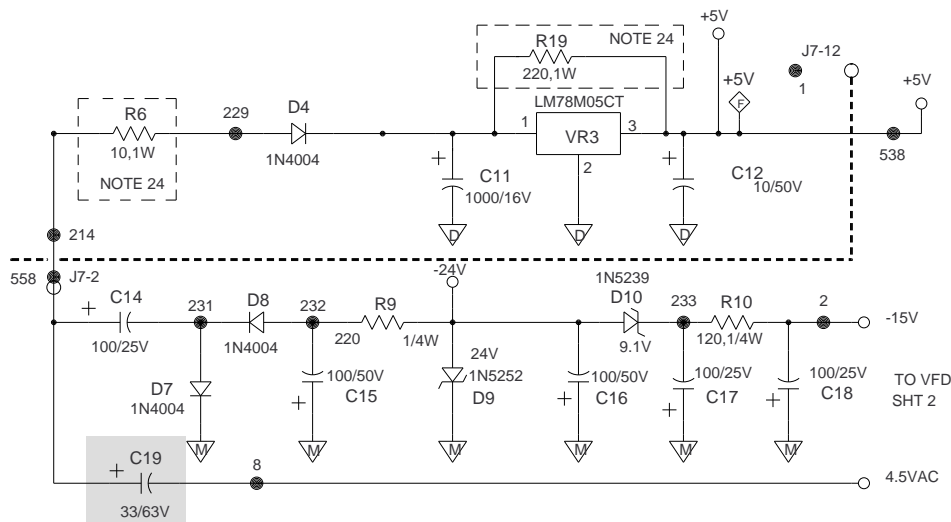 +5V
R19
NOTE 24
220,1W
J7-12
+5V
+5V
1
F
R6
229
D4
LM78M05CT
1
VR3
3
2
10,1W
1N4004
538
NOTE 24
+
C11
1000/16V
+
C12
10/50V
D
D
D
214
558
J7-2
-24V
1N5239
+
C14
231
D8
232
R9
D10
233
R10
2
-15V
100/25V
1N4004
220
1/4W
9.1V
120,1/4W
24V
1N5252
D9
D7
1N4004
100/50V
C15
+
100/50V
C16
+
100/25V
C17
+
100/25V
C18
+
TO VFD
SHT 2
M
M
M
M
M
M
+
C19
33/63V
8
4.5VAC